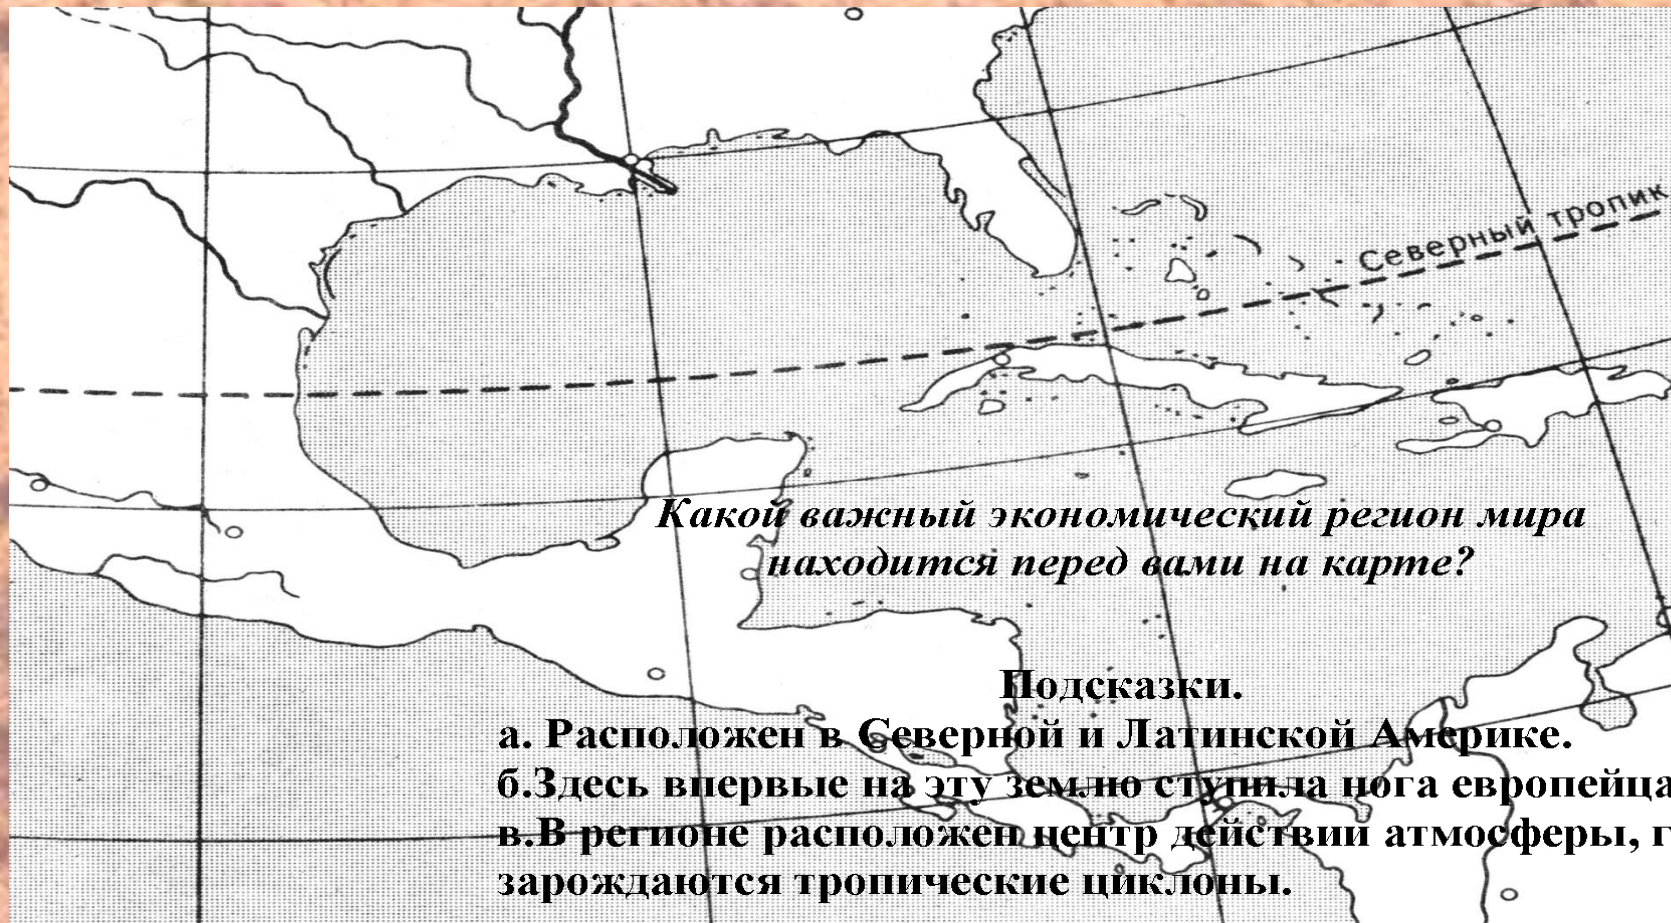 Северный тропик
Какой важный экономический регион мира
находится перед вами на карте?
Подсказки.
а. Расположен в Северной и Латинской Америке.
б.Здесь впервые на эту землю ступила нога европейца
в.В регионе расположен центр действий атмосферы, г
зарождаются тропические циклоны.